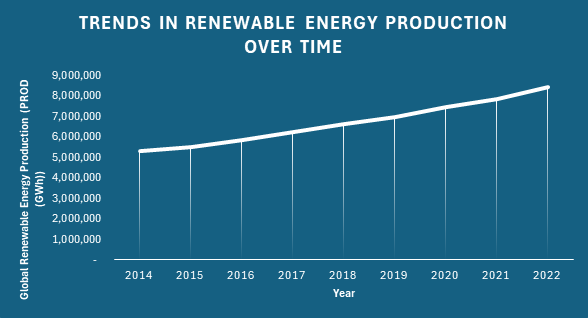 TRENDS IN RENEWABLE ENERGY PRODUCTION
OVER TIME
Global Renewable Energy Production (PROD
(GWh))
9,000,000
8,000,000
7,000,000
6,000,000
5,000,000
4,000,000
3,000,000
2,000,000
1,000,000
-
2014 2015 2016 2017 2018 2019 2020 2021 2022
Year